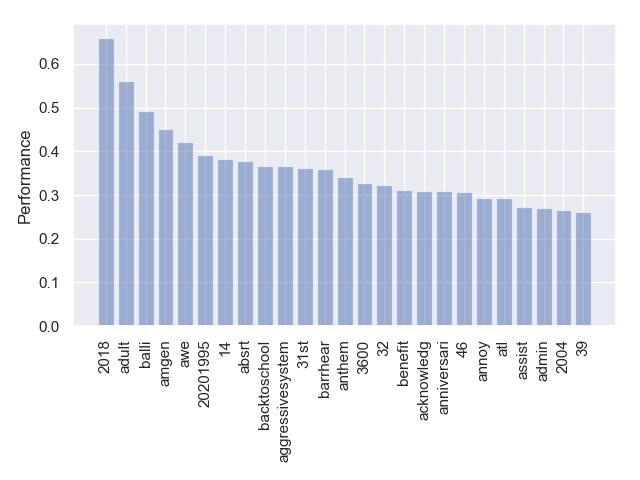 Performance
0.6
0.5
0.4
0.3
0.2
0.1
0.0
2018
adult
balli
amgen
awe
20201995
14
absrt
backtoschool
aggressivesystem
31st
barrhear
anthem
3600
32
benefit
acknowledg
anniversari
46
annoy
atl
assist
admin
2004
39